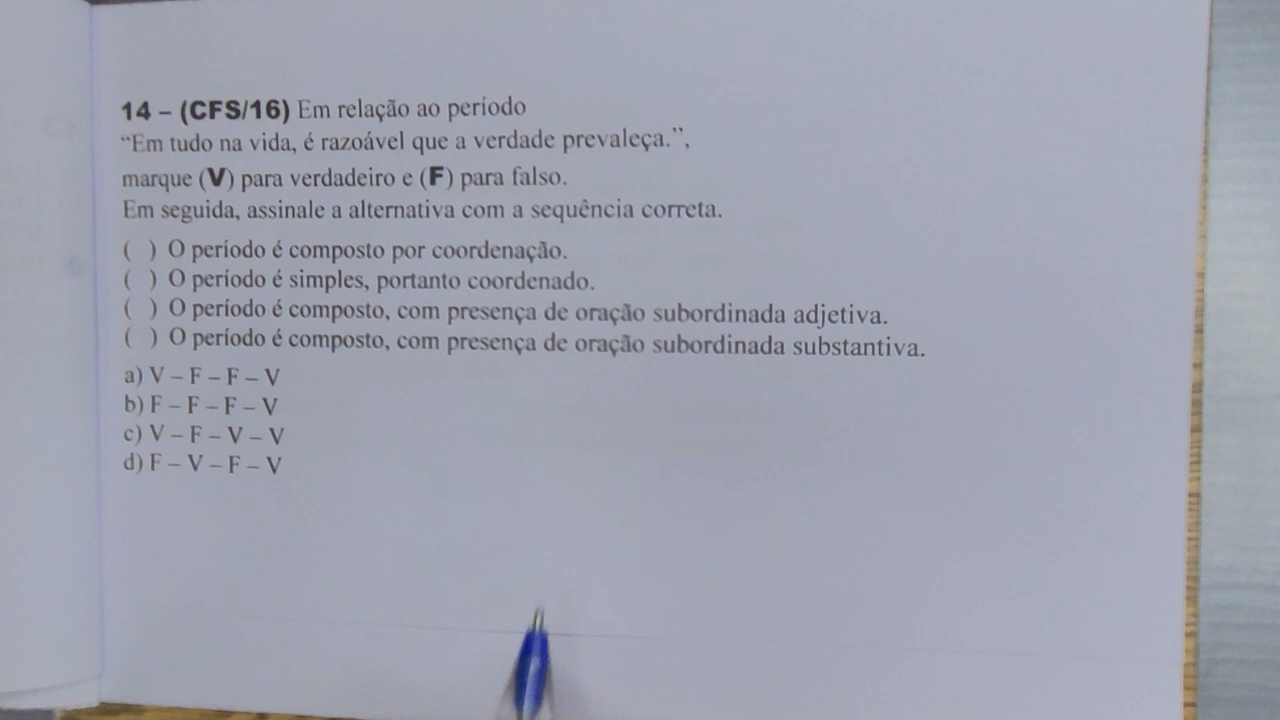 14 – (CFS/16) Em relação ao período
“Em tudo na vida, é razoável que a verdade prevaleça.”,
marque (V) para verdadeiro e (F) para falso.
Em seguida, assinale a alternativa com a sequência correta.
( ) O período é composto por coordenação.
( ) O período é simples, portanto coordenado.
( ) O período é composto, com presença de oração subordinada adjetiva.
( ) O período é composto, com presença de oração subordinada substantiva.
a) V – F – F – V
b) F – F – F – V
c) V – F – V – V
d) F – V – F – V